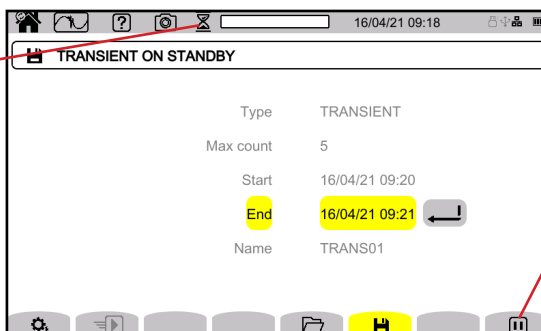 ? 16/04/21 09:18
TRANSIENT ON STANDBY
Type TRANSIENT
Max count 5
Start 16/04/21 09:20
End 16/04/21 09:21
Name TRANS01